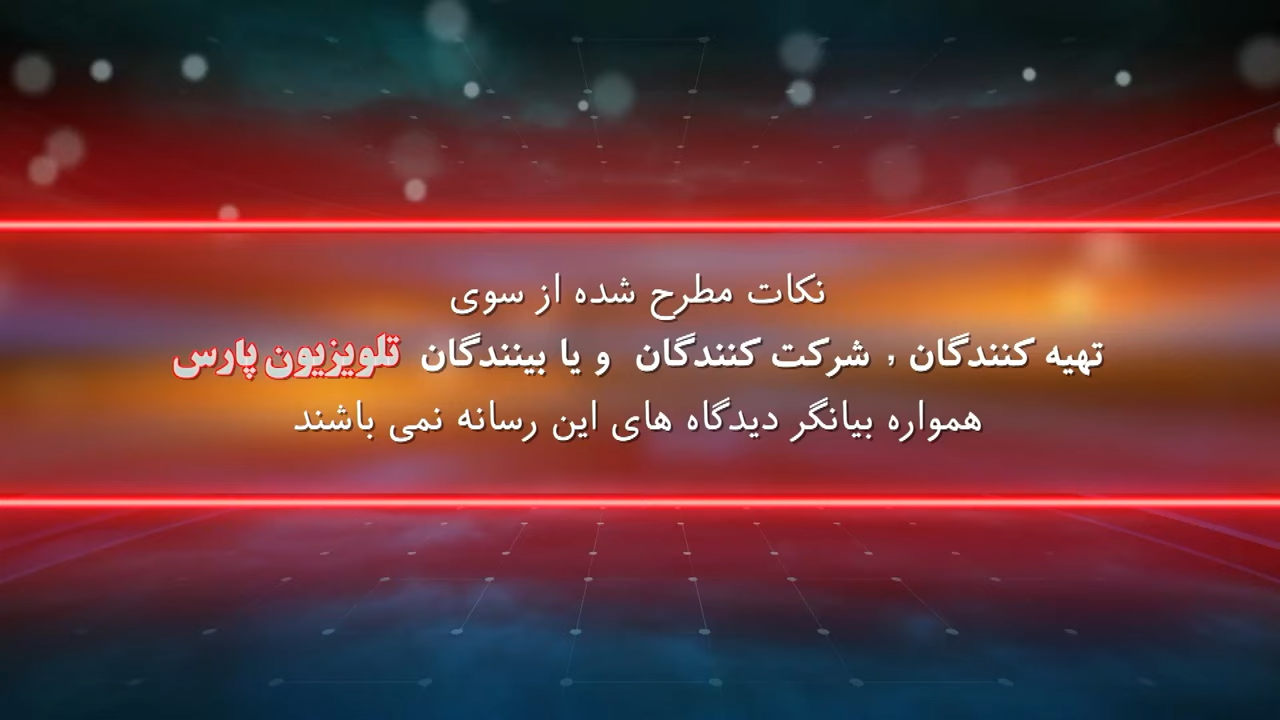 نکات مطرح شده از سوی
تهیه کنندگان , شرکت کنندگان و یا بینندگان تلویزیون پارس
همواره بیانگر دیدگاه های این رسانه نمی باشند